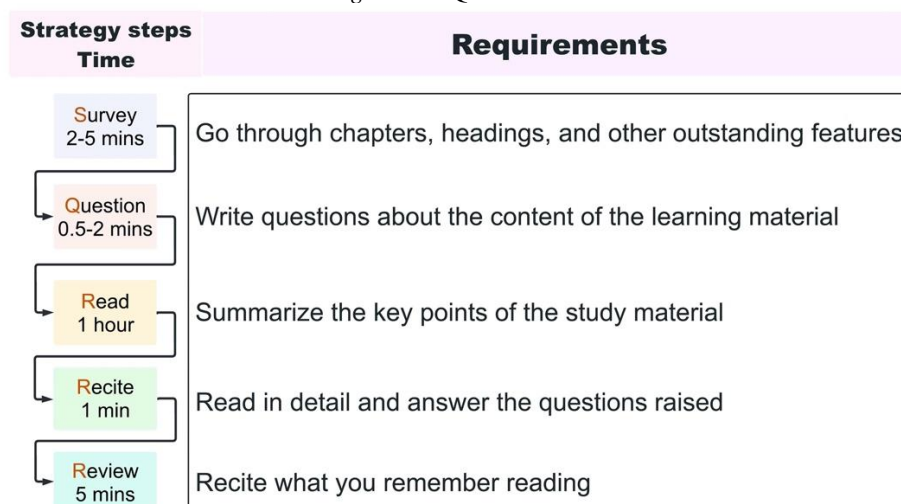 Strategy steps
Time
Requirements
Survey
2-5 mins
Go through chapters, headings, and other outstanding features
Question
0.5-2 mins
Write questions about the content of the learning material
Read
1 hour
Summarize the key points of the study material
Recite
1 min
Read in detail and answer the questions raised
Review
5 mins
Recite what you remember reading